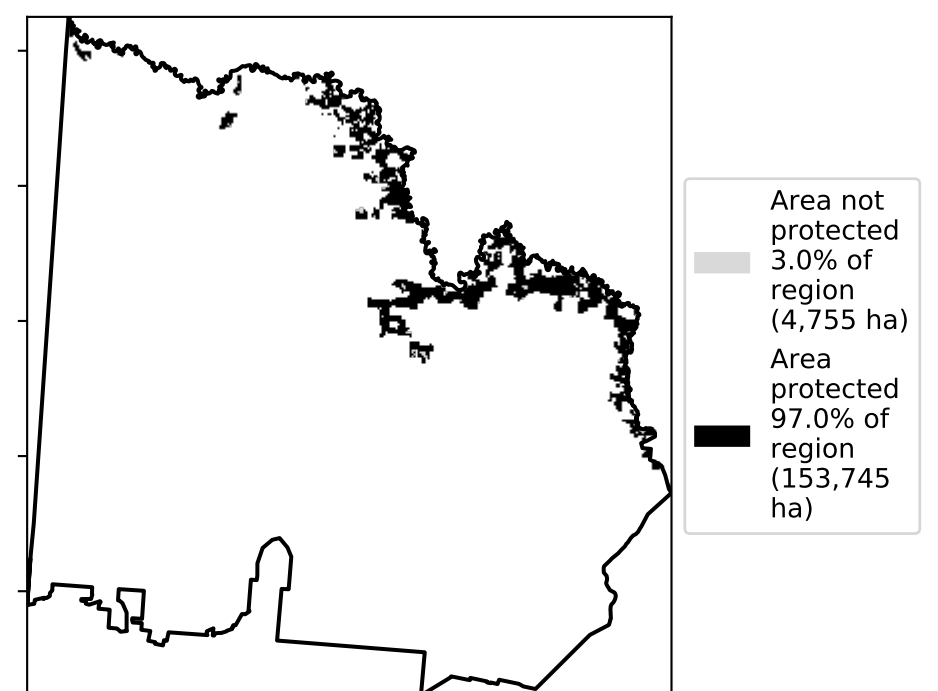 Area not
protected
3.0% of
region
(4,755 ha)
Area
protected
97.0% of
region
(153,745
ha)